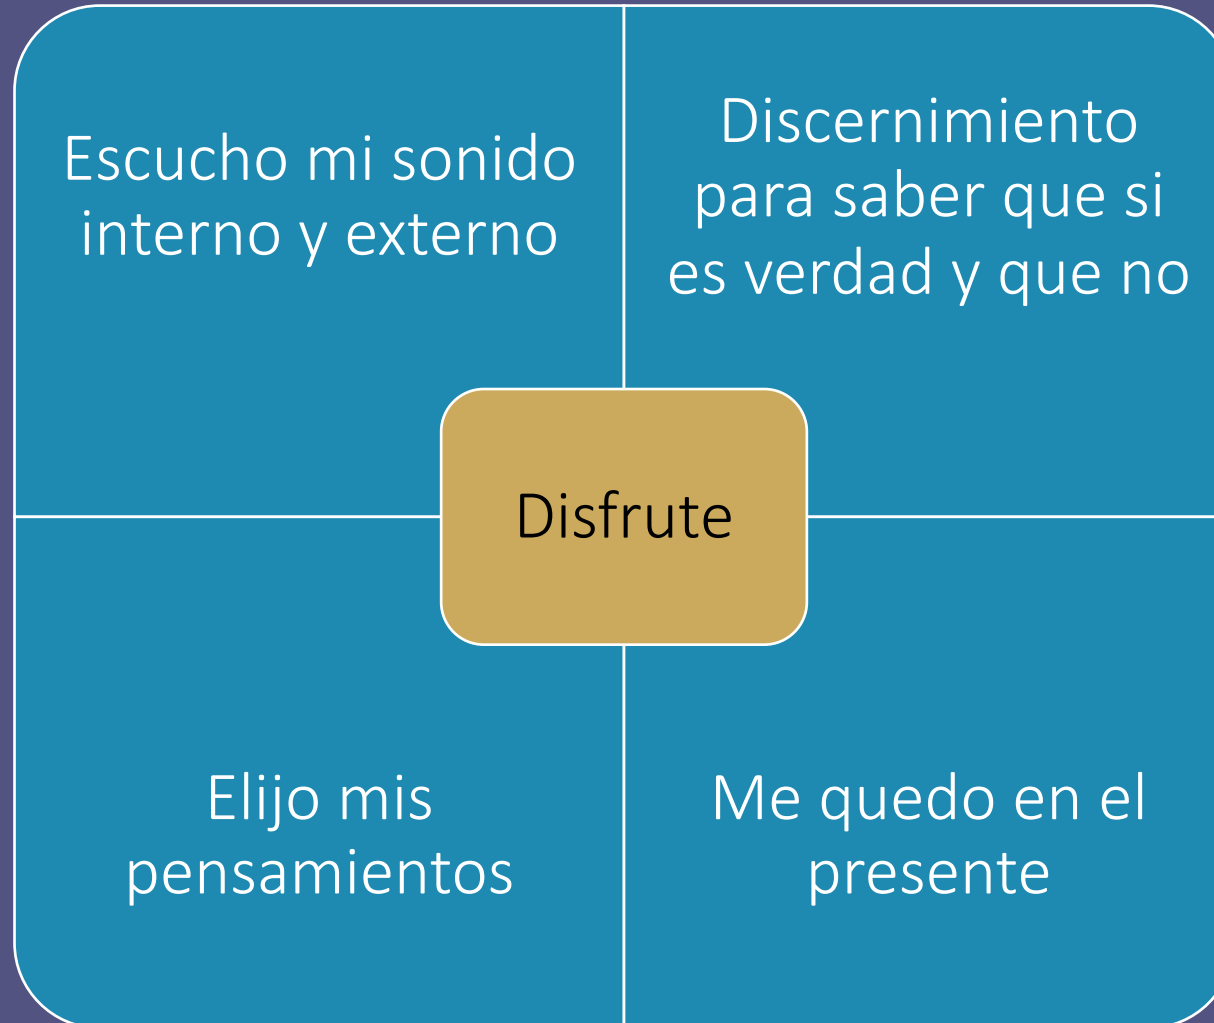 Escucho mi sonido
interno y externo
Discernimiento
para saber que si
es verdad y que no
Disfrute
Elijo mis
pensamientos
Me quedo en el
presente